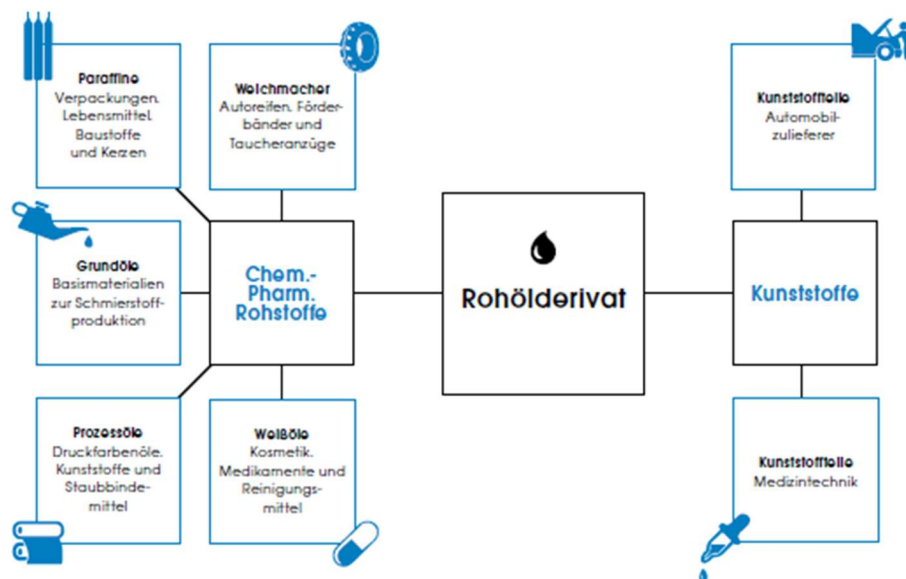 Paraffine
Verpackungen,
Lebensmittel,
Baustoffe
und Kerzen
Weichmacher
Autoreifen, Förder-
bänder und
Taucheranzüge
Grundöle
Basismaterialien
zur Schmierstoff-
produktion
Chem.-
Pharm.
Rohstoffe
Prozessöle
Druckfarbenöle,
Kunststoffe und
Staubbinde-
mittel
Weißöle
Kosmetik,
Medikamente und
Reinigungs-
mittel
Rohölderivat
Kunststoffteile
Automobil-
zulieferer
Kunststoffe
Kunststoffteile
Medizintechnik